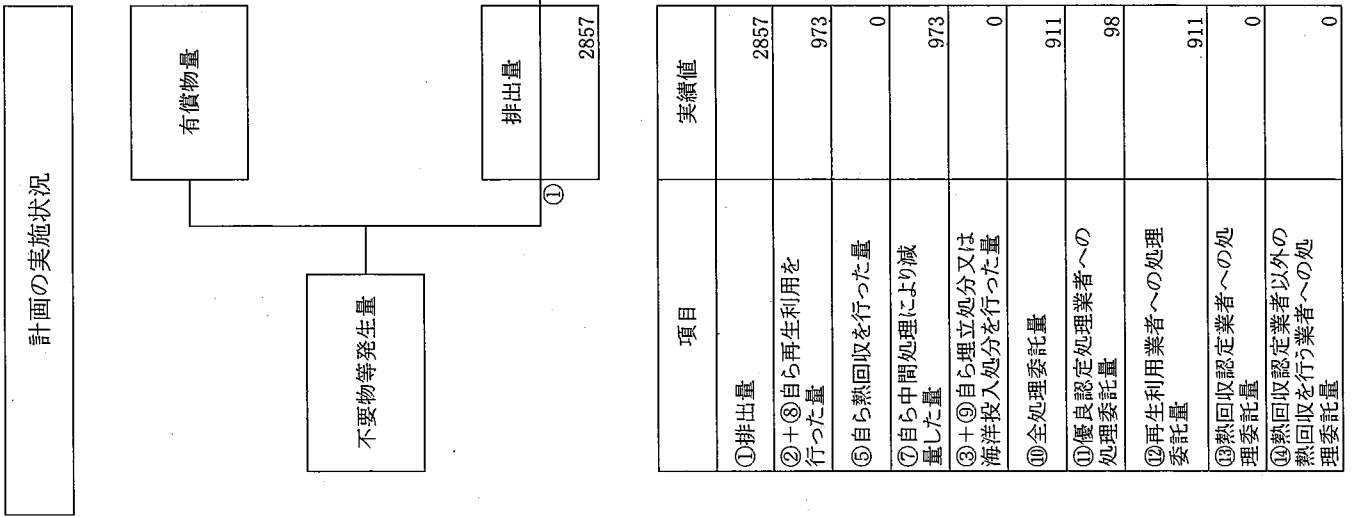 計画の実施状況
有償物量
不要物等発生量
排出量
①
2857
項目
実績値
①排出量
2857
②+⑧自ら再生利用を
行った量
973
⑤自ら熱回収を行った量
0
⑦自ら中間処理により減
量した量
973
③+⑨自ら埋立処分又は
海洋投入処分を行った量
0
⑩全処理委託量
911
⑪優良認定処理業者への
処理委託量
98
⑫再生利用業者への処理
委託量
911
⑬熱回収認定業者への処
理委託量
0
⑭熱回収認定業者以外の
熱回収を行う業者への処
理委託量
0